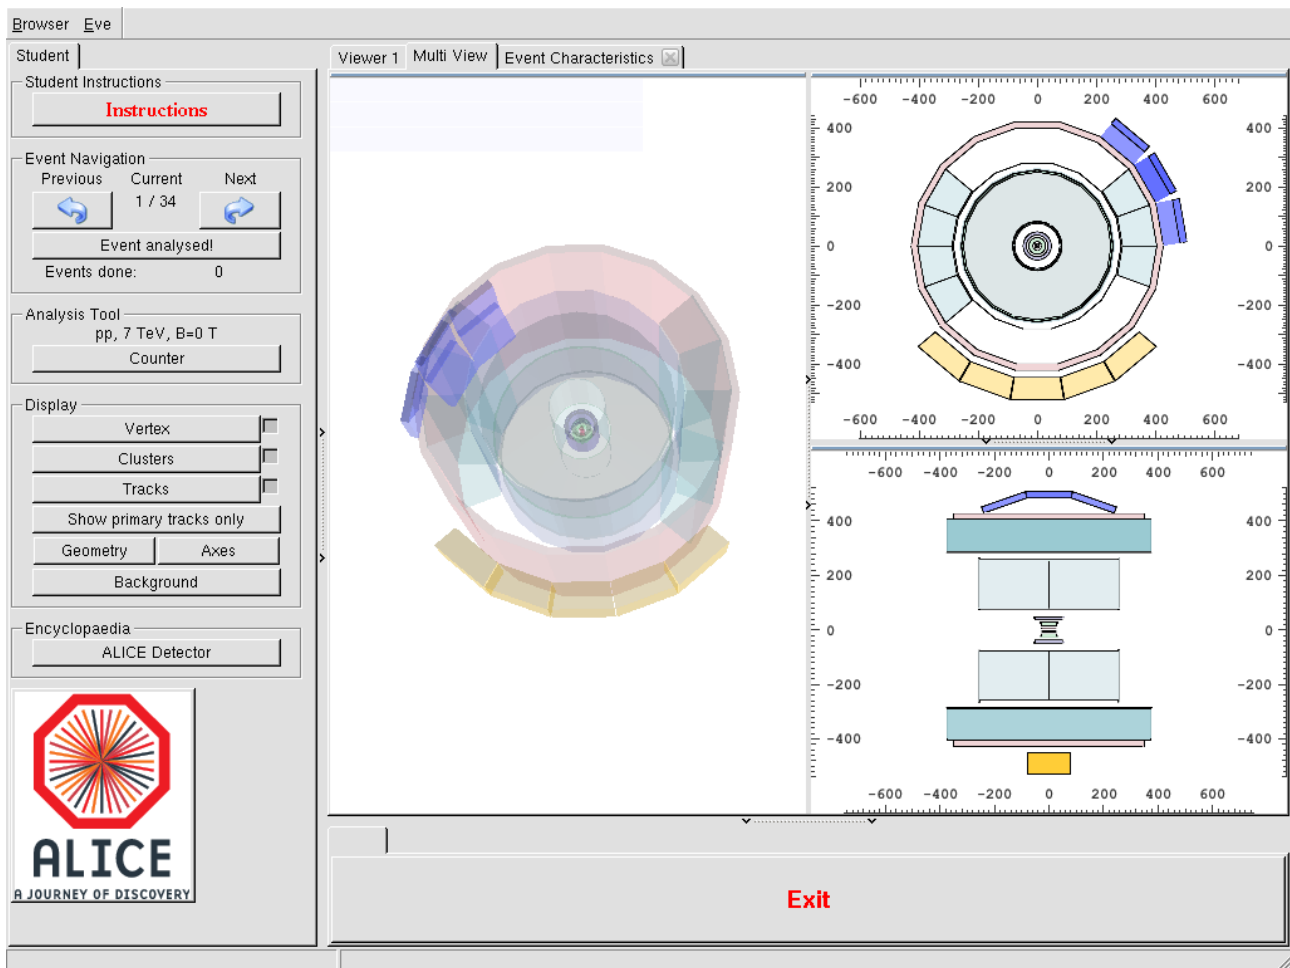 Browser Eve
Student
Student Instructions
Instructions
Event Navigation
Previous Current Next
1 / 34
Event analysed!
Events done: 0
Analysis Tool
pp, 7 TeV, B=0 T
Counter
Display
Vertex
Clusters
Tracks
Show primary tracks only
Geometry Axes
Background
Encyclopaedia
ALICE Detector
ALICE
A JOURNEY OF DISCOVERY
Viewer 1 Multi View Event Characteristics
-600 -400 -200 0 200 400 600
400 400
200 200
0 0
-200 -200
-400 -400
-600 -400 -200 0 200 400 600
-600 -400 -200 0 200 400 600
400 400
200 200
0 0
-200 -200
-400 -400
-600 -400 -200 0 200 400 600
Exit